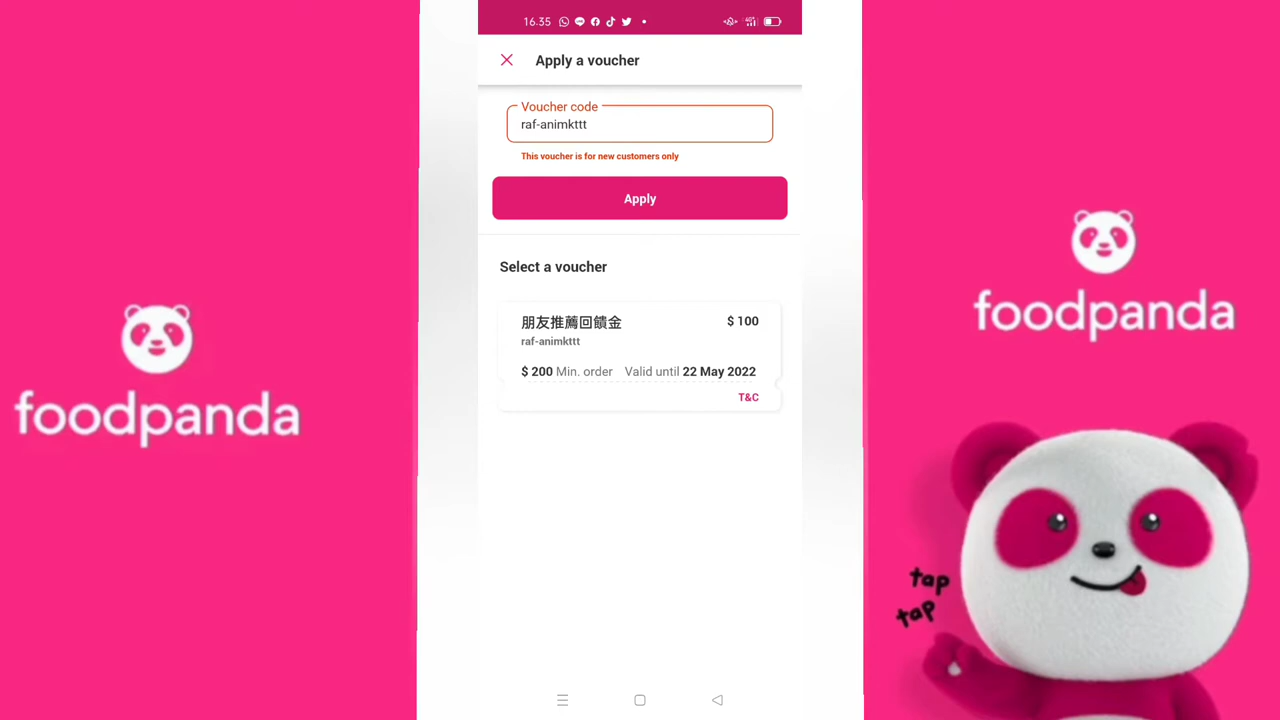 16.35
Apply a voucher
Voucher code
raf-animkttt
This voucher is for new customers only
Apply
Select a voucher
朋友推薦回饋金 $ 100
raf-animkttt
$ 200 Min. order Valid until 22 May 2022
T&C
foodpanda
foodpanda
tap
tap